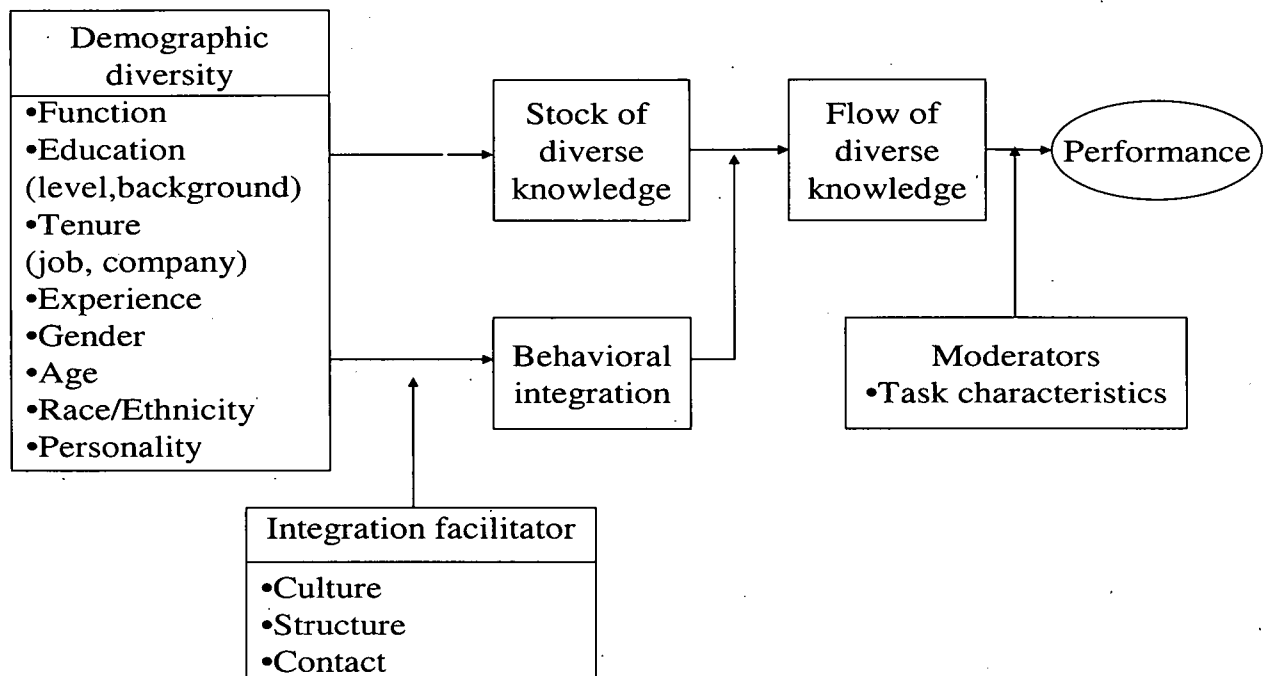 Demographic
diversity
•Function
•Education
(level,background)
•Tenure
(job, company)
•Experience
•Gender
•Age
•Race/Ethnicity
•Personality
Stock of
diverse
knowledge
Flow of
diverse
knowledge
Performance
Behavioral
integration
Moderators
•Task characteristics
Integration facilitator
•Culture
•Structure
•Contact